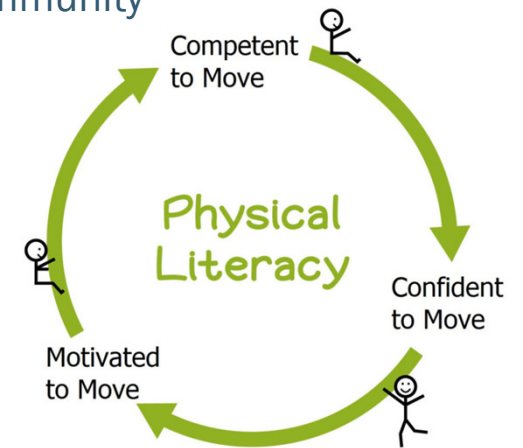 Competent
to Move
Physical
Literacy
Confident
to Move
Motivated
to Move